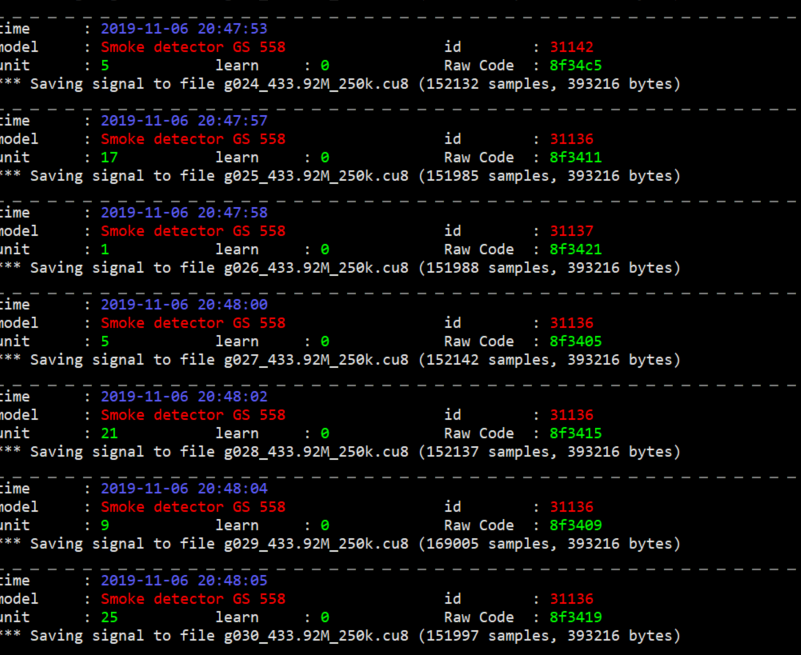 time : 2019-11-06 20:47:53
model : Smoke detector GS 558 id : 31142
unit : 5 learn : 0 Raw Code : 8f34c5
*** Saving signal to file g024_433.92M_250k.cu8 (152132 samples, 393216 bytes)
time : 2019-11-06 20:47:57
model : Smoke detector GS 558 id : 31136
unit : 17 learn : 0 Raw Code : 8f3411
*** Saving signal to file g025_433.92M_250k.cu8 (151985 samples, 393216 bytes)
time : 2019-11-06 20:47:58
model : Smoke detector GS 558 id : 31137
unit : 1 learn : 0 Raw Code : 8f3421
*** Saving signal to file g026_433.92M_250k.cu8 (151988 samples, 393216 bytes)
time : 2019-11-06 20:48:00
model : Smoke detector GS 558 id : 31136
unit : 5 learn : 0 Raw Code : 8f3405
*** Saving signal to file g027_433.92M_250k.cu8 (152142 samples, 393216 bytes)
time : 2019-11-06 20:48:02
model : Smoke detector GS 558 id : 31136
unit : 21 learn : 0 Raw Code : 8f3415
*** Saving signal to file g028_433.92M_250k.cu8 (152137 samples, 393216 bytes)
time : 2019-11-06 20:48:04
model : Smoke detector GS 558 id : 31136
unit : 9 learn : 0 Raw Code : 8f3409
*** Saving signal to file g029_433.92M_250k.cu8 (169005 samples, 393216 bytes)
time : 2019-11-06 20:48:05
model : Smoke detector GS 558 id : 31136
unit : 25 learn : 0 Raw Code : 8f3419
*** Saving signal to file g030_433.92M_250k.cu8 (151997 samples, 393216 bytes)